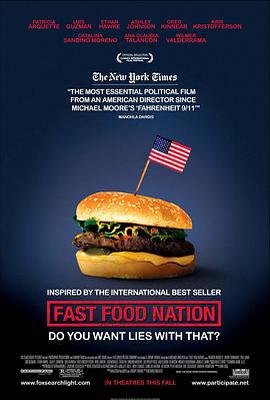 PATRICIA ARQUETTE LUIS GUZMAN ETHAN HAWKE ASHLEY JOHNSON GREG KINNEAR KRIS KRISTOFFERSON
CATALINA SANDINO MORENO ANA CLAUDIA TALANCÓN WILMER VALDERRAMA
OFFICIAL SELECTION
The New York Times
"THE MOST ESSENTIAL POLITICAL FILM
FROM AN AMERICAN DIRECTOR SINCE
MICHAEL MOORE'S 'FAHRENHEIT 9/11'"
MANOHLA DARGIS
INSPIRED BY THE INTERNATIONAL BEST SELLER
FAST FOOD NATION
DO YOU WANT LIES WITH THAT?
www.foxsearchlight.com IN THEATRES THIS FALL www.participate.net